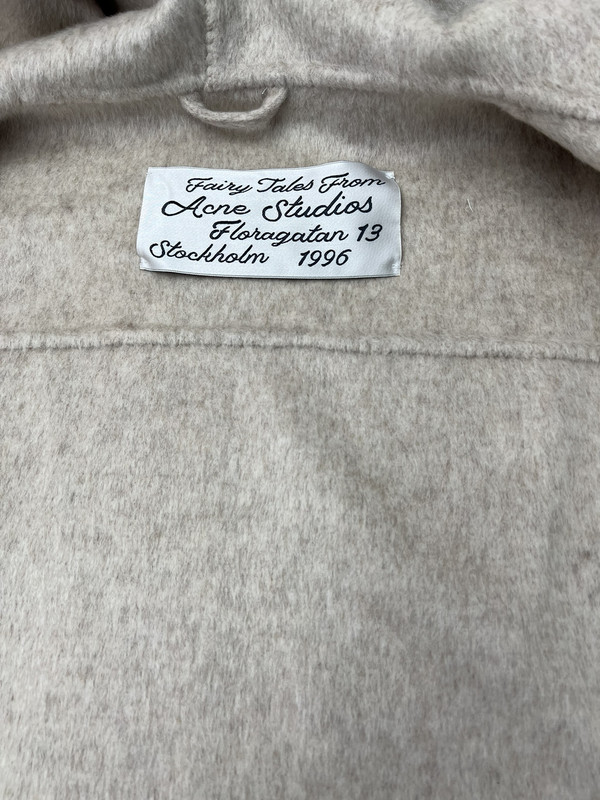 Fairy Tales From
Acne Studios
Floragatan 13
Stockholm 1996